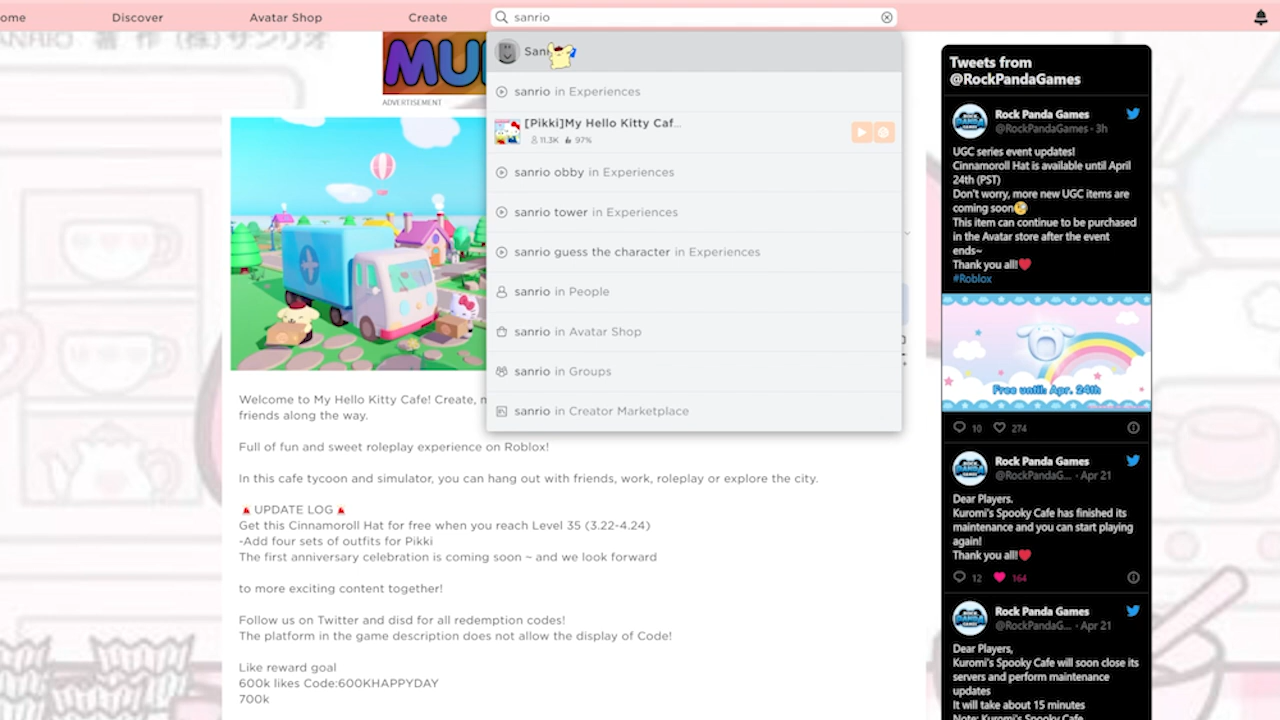 ome
Discover
Avatar Shop
Create
sanrio
ANRIO 著作 (株)サンリオ
MU
ADVERTISEMENT
San
sanrio in Experiences
[Pikki]My Hello Kitty Caf...
11.3K 97%
sanrio obby in Experiences
sanrio tower in Experiences
sanrio guess the character in Experiences
sanrio in People
sanrio in Avatar Shop
sanrio in Groups
sanrio in Creator Marketplace
Welcome to My Hello Kitty Cafe! Create,
friends along the way.
Full of fun and sweet roleplay experience on Roblox!
In this cafe tycoon and simulator, you can hang out with friends, work, roleplay or explore the city.
UPDATE LOG
Get this Cinnamoroll Hat for free when you reach Level 35 (3.22-4.24)
-Add four sets of outfits for Pikki
The first anniversary celebration is coming soon ~ and we look forward
to more exciting content together!
Follow us on Twitter and disd for all redemption codes!
The platform in the game description does not allow the display of Code!
Like reward goal
600k likes Code:600KHAPPYDAY
700k
Tweets from
@RockPandaGames
Rock Panda Games
@RockPandaGames · 3h
UGC series event updates!
Cinnamoroll Hat is available until April
24th (PST)
Don't worry, more new UGC items are
coming soon🤪
This item can continue to be purchased
in the Avatar store after the event
ends~
Thank you all!❤️
#Roblox
Free until: Apr. 24th
10 274
Rock Panda Games
@RockPandaG... · Apr 21
Dear Players.
Kuromi's Spooky Cafe has finished its
maintenance and you can start playing
again!
Thank you all!❤️
12 164
Rock Panda Games
@RockPandaG... · Apr 21
Dear Players,
Kuromi's Spooky Cafe will soon close its
servers and perform maintenance
updates
It will take about 15 minutes
Note: Kuromi's Spooky Cafe